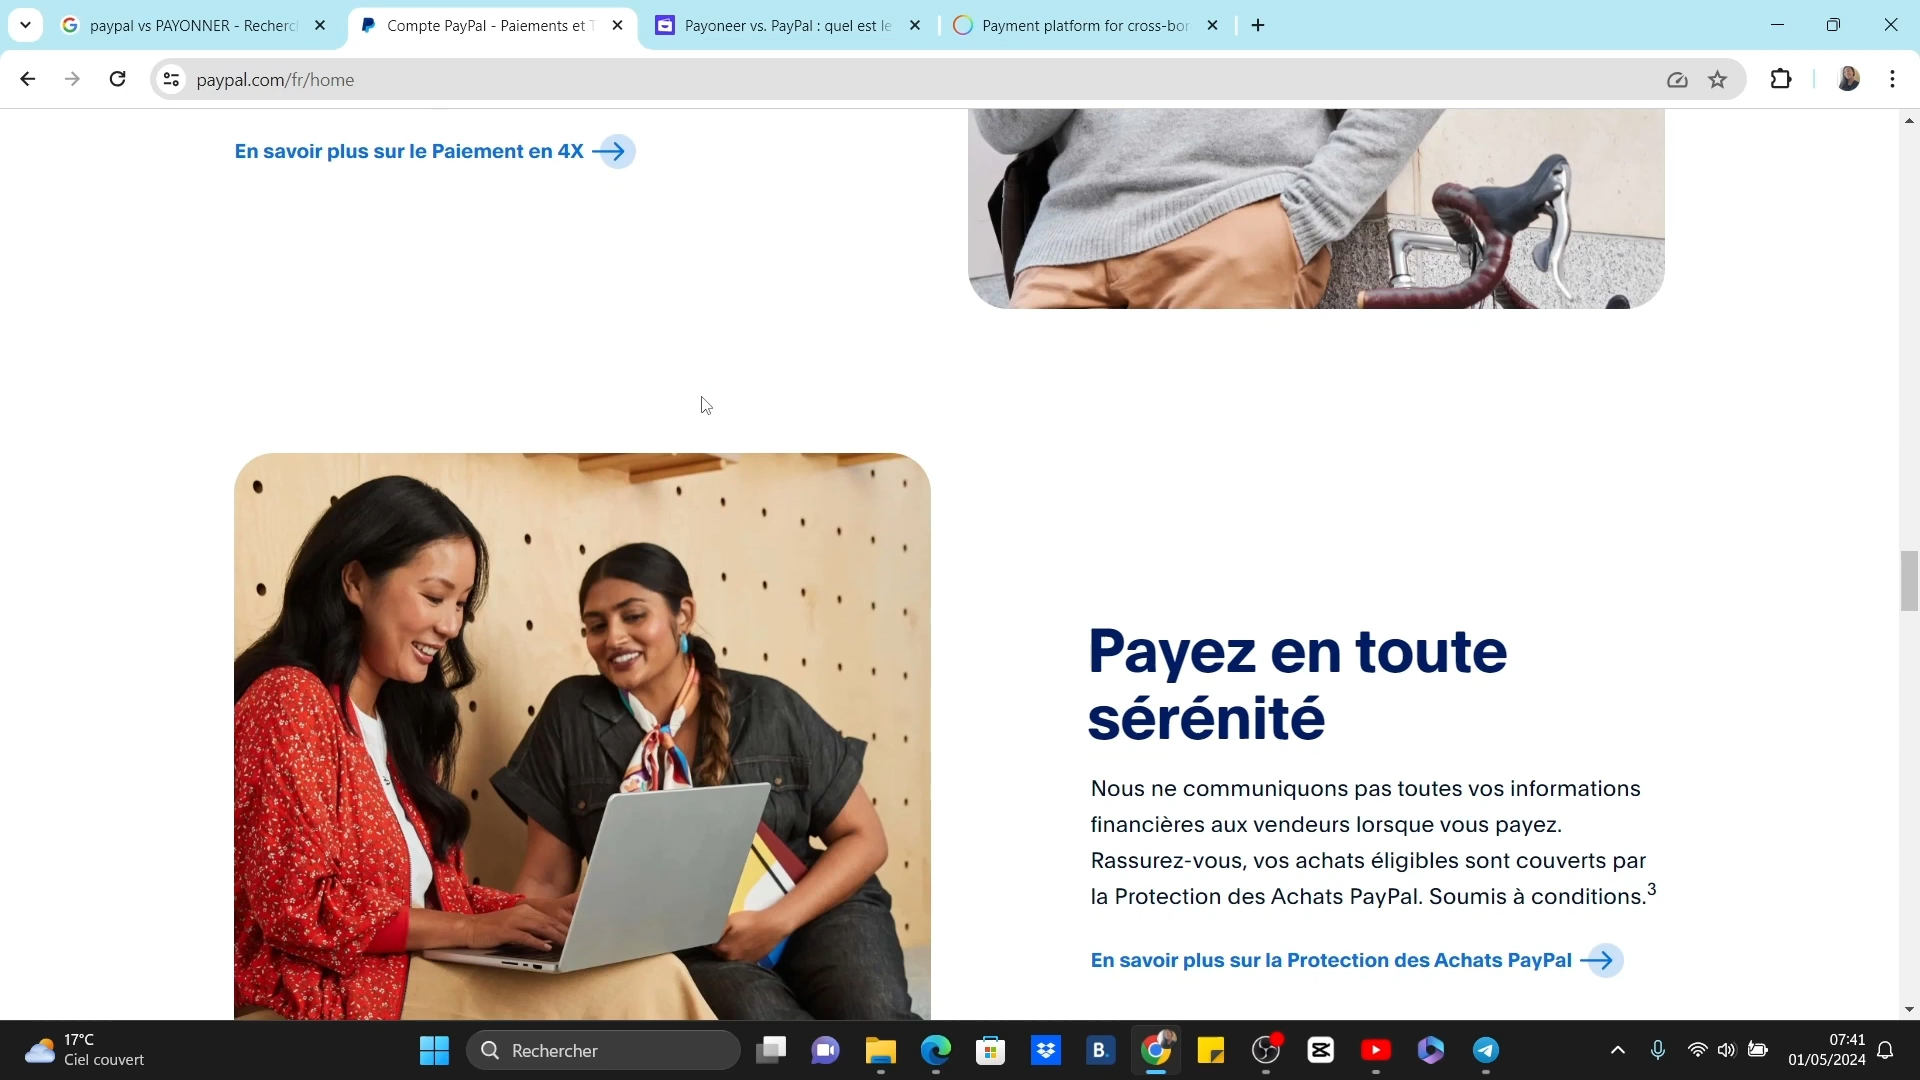 paypal vs PAYONNER - Recherc
Compte PayPal - Paiements et T
Payoneer vs. PayPal : quel est le
Payment platform for cross-bor
paypal.com/fr/home
En savoir plus sur le Paiement en 4X
Payez en toute
sérénité
Nous ne communiquons pas toutes vos informations
financières aux vendeurs lorsque vous payez.
Rassurez-vous, vos achats éligibles sont couverts par
la Protection des Achats PayPal. Soumis à conditions.3
En savoir plus sur la Protection des Achats PayPal
17°C
Ciel couvert
Rechercher
B.
07:41
01/05/2024